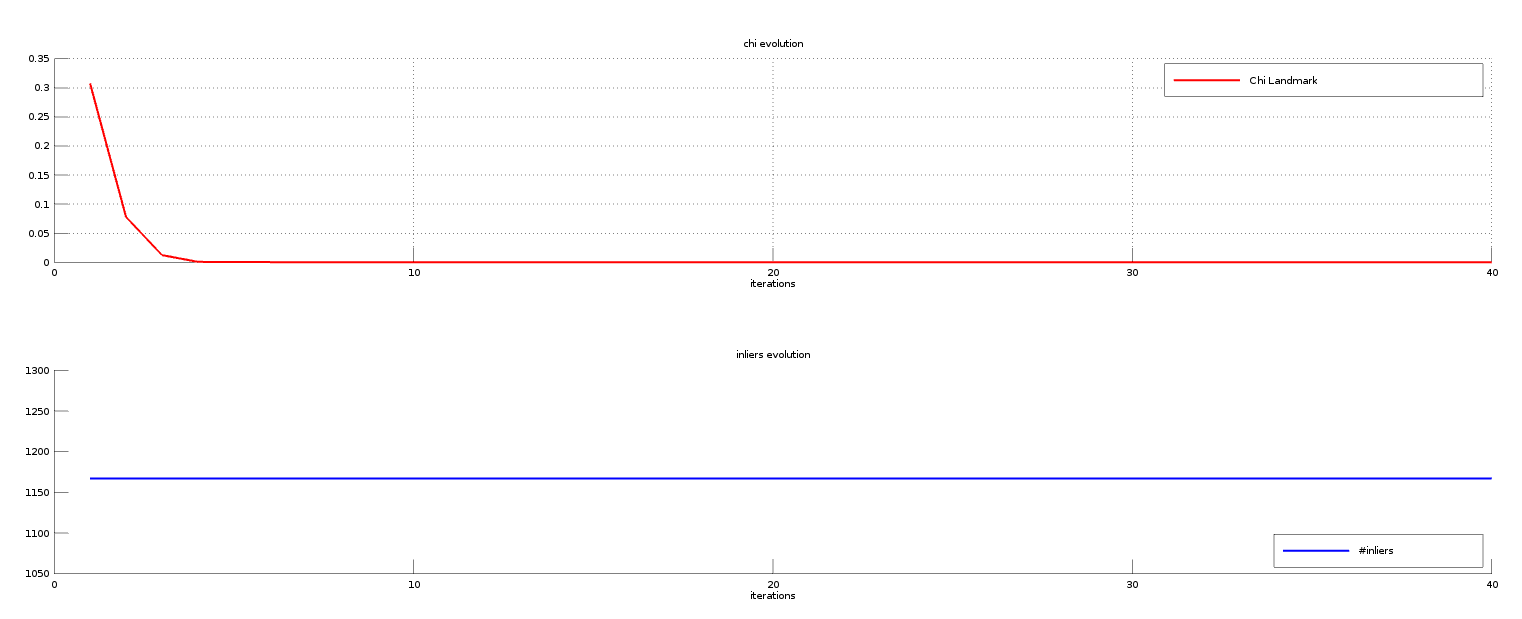 chi evolution
0.35
0.3
0.25
0.2
0.15
0.1
0.05
0
Chi Landmark
0 10 20 30 40
iterations
inliers evolution
1300
1250
1200
1150
1100
1050
#inliers
0 10 20 30 40
iterations